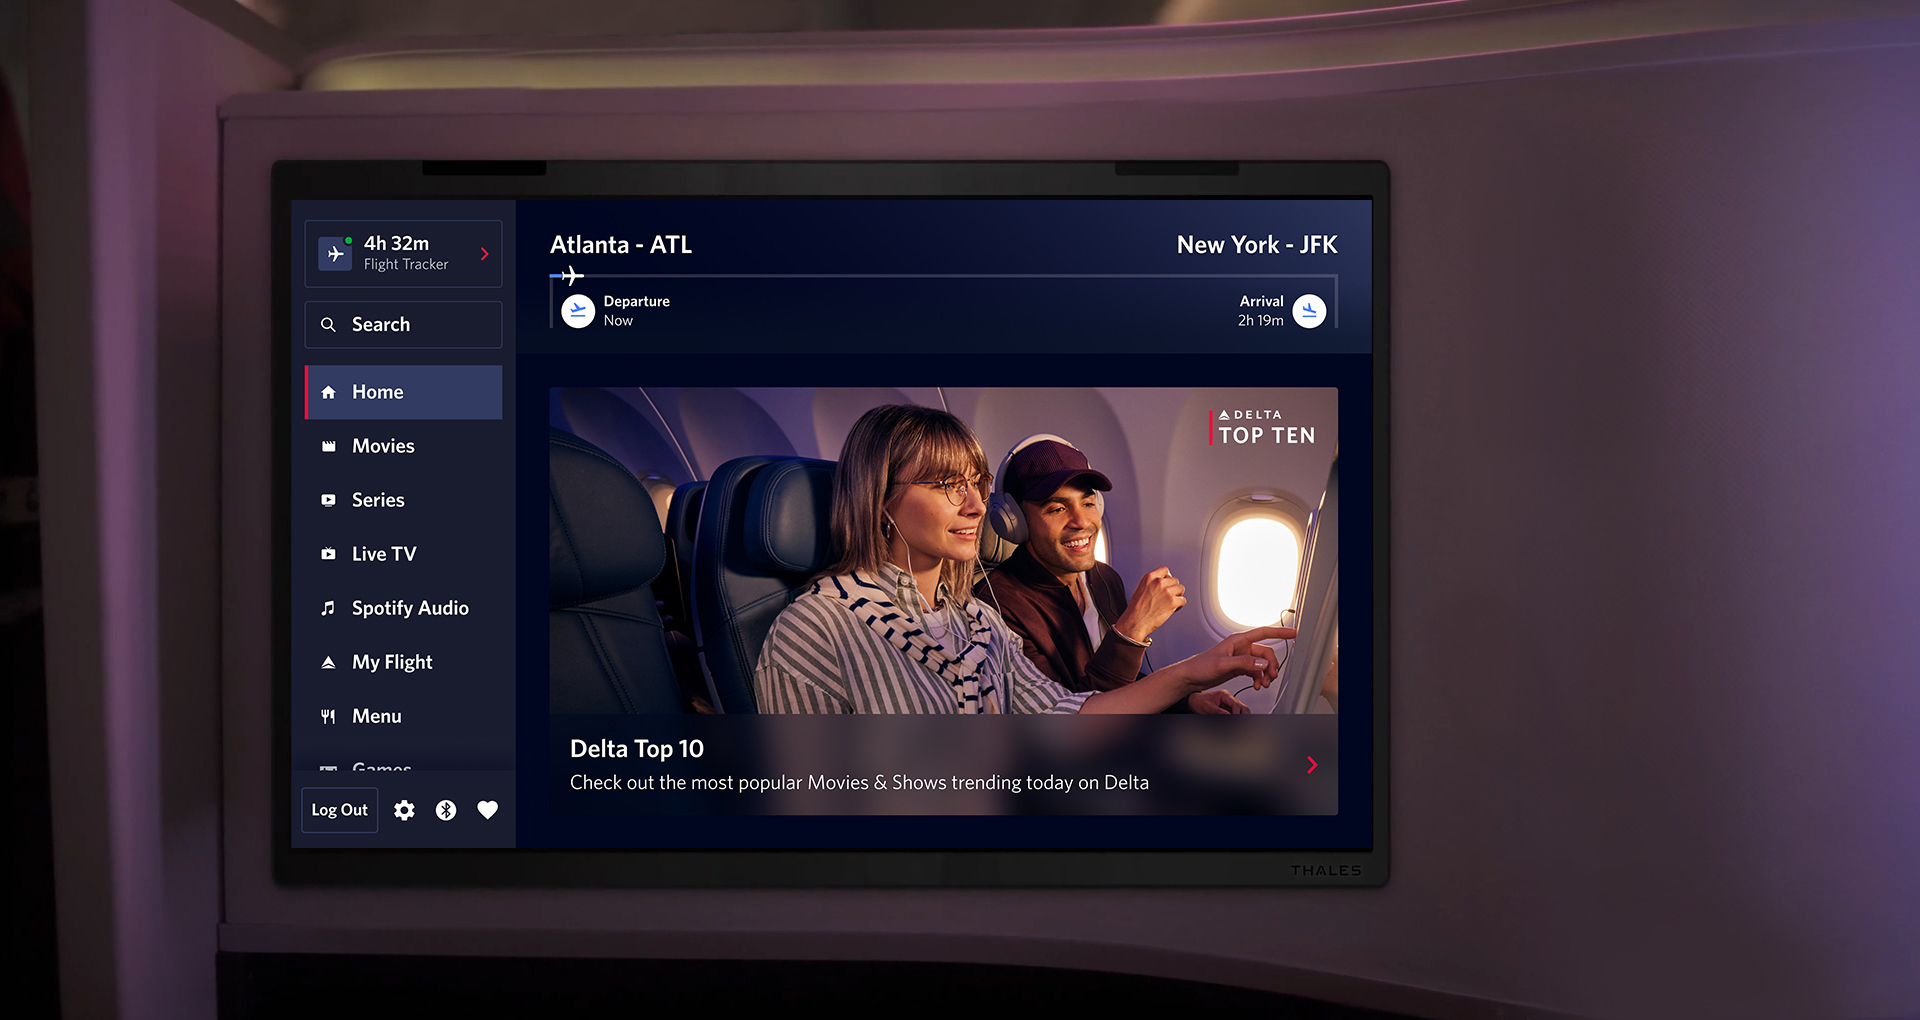 4h 32m
Flight Tracker
Search
Home
Movies
Series
Live TV
Spotify Audio
My Flight
Menu
Games
Log Out
Atlanta - ATL
New York - JFK
Departure
Now
Arrival
2h 19m
DELTA
TOP TEN
Delta Top 10
Check out the most popular Movies & Shows trending today on Delta
THALES